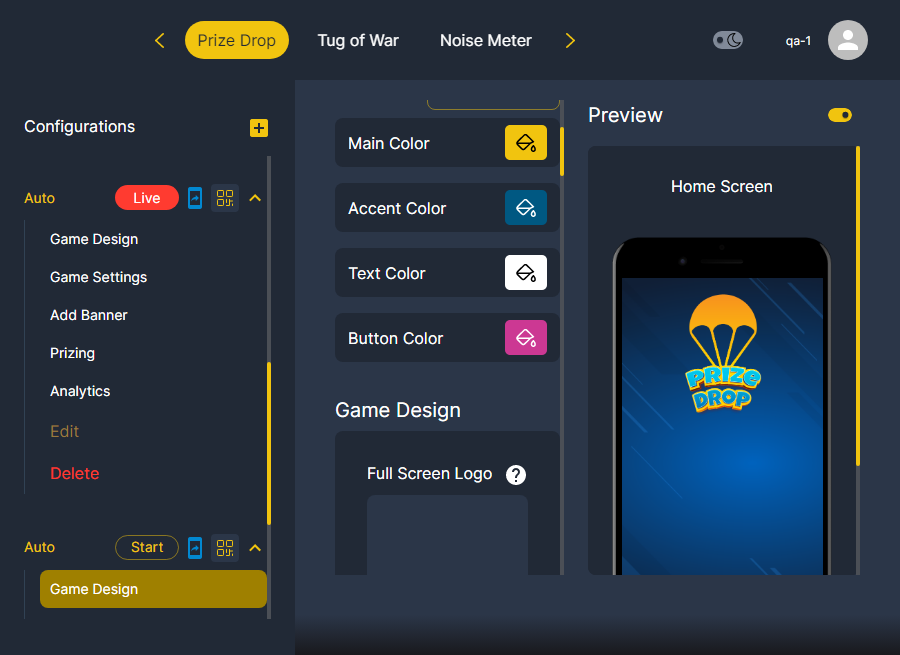 Prize Drop
Tug of War
Noise Meter
qa-1
Configurations
Auto
Live
Game Design
Game Settings
Add Banner
Prizing
Analytics
Edit
Delete
Auto
Start
Game Design
Main Color
Accent Color
Text Color
Button Color
Game Design
Full Screen Logo
?
Preview
Home Screen
PRIZE
DROP